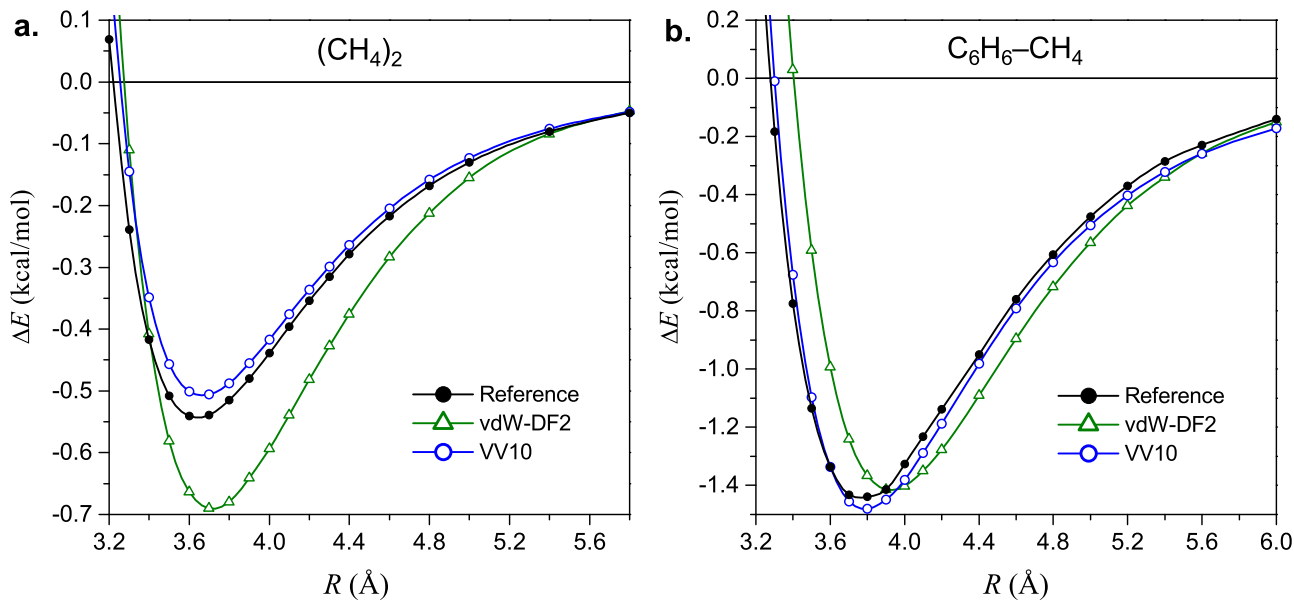 a.
(CH₄)₂
0.1
0.0
-0.1
-0.2
-0.3
-0.4
-0.5
-0.6
-0.7
ΔE (kcal/mol)
Reference
vdW-DF2
VV10
3.2 3.6 4.0 4.4 4.8 5.2 5.6
R (Å)
b.
C₆H₆–CH₄
0.2
0.0
-0.2
-0.4
-0.6
-0.8
-1.0
-1.2
-1.4
ΔE (kcal/mol)
Reference
vdW-DF2
VV10
3.2 3.6 4.0 4.4 4.8 5.2 5.6 6.0
R (Å)